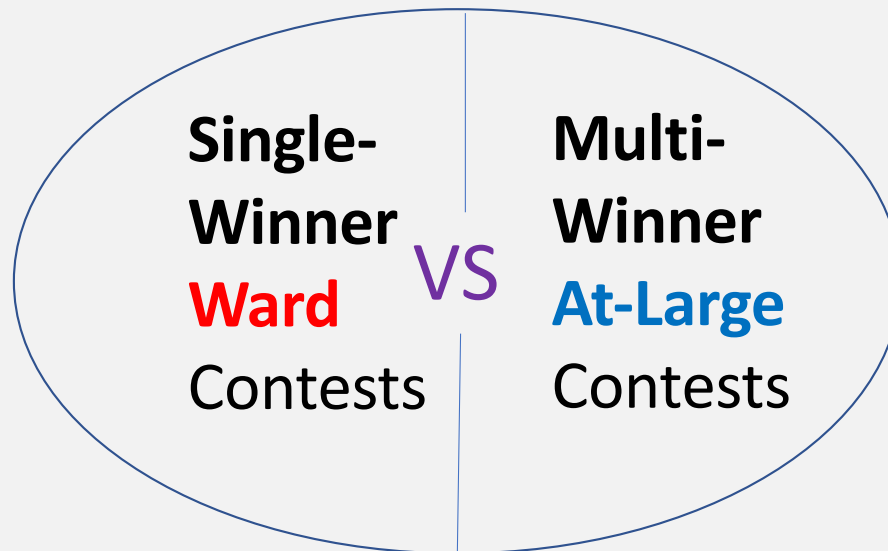 Single-
Winner
Ward
Contests
VS
Multi-
Winner
At-Large
Contests